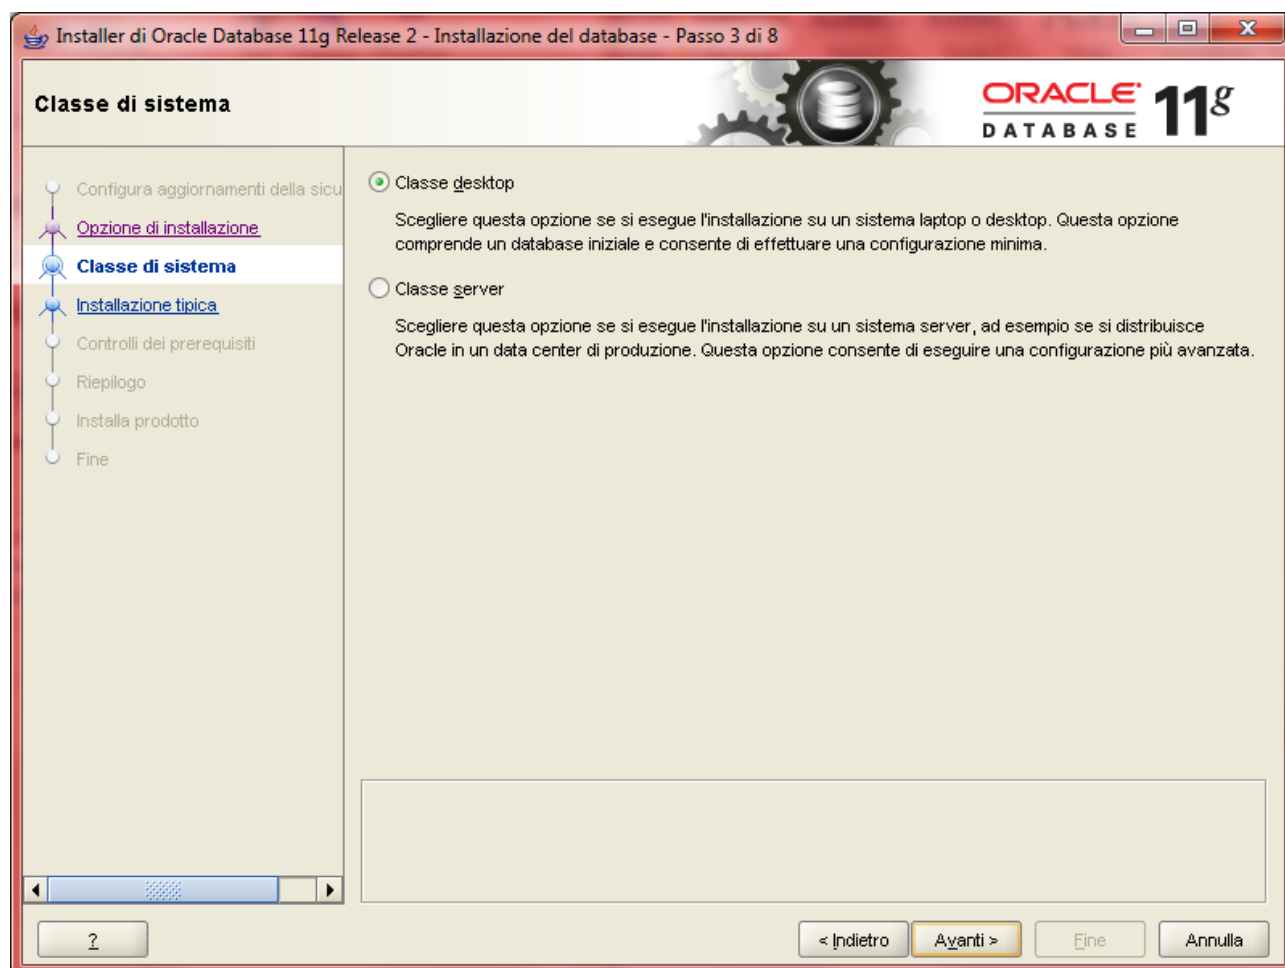 Installer di Oracle Database 11g Release 2 - Installazione del database - Passo 3 di 8
Classe di sistema
ORACLE
DATABASE
11g
Configura aggiornamenti della sicu
Opzione di installazione
Classe di sistema
Installazione tipica
Controlli dei prerequisiti
Riepilogo
Installa prodotto
Fine
Classe desktop
Scegliere questa opzione se si esegue l'installazione su un sistema laptop o desktop. Questa opzione
comprende un database iniziale e consente di effettuare una configurazione minima.
Classe server
Scegliere questa opzione se si esegue l'installazione su un sistema server, ad esempio se si distribuisce
Oracle in un data center di produzione. Questa opzione consente di eseguire una configurazione più avanzata.
?
< Indietro
Avanti >
Fine
Annulla